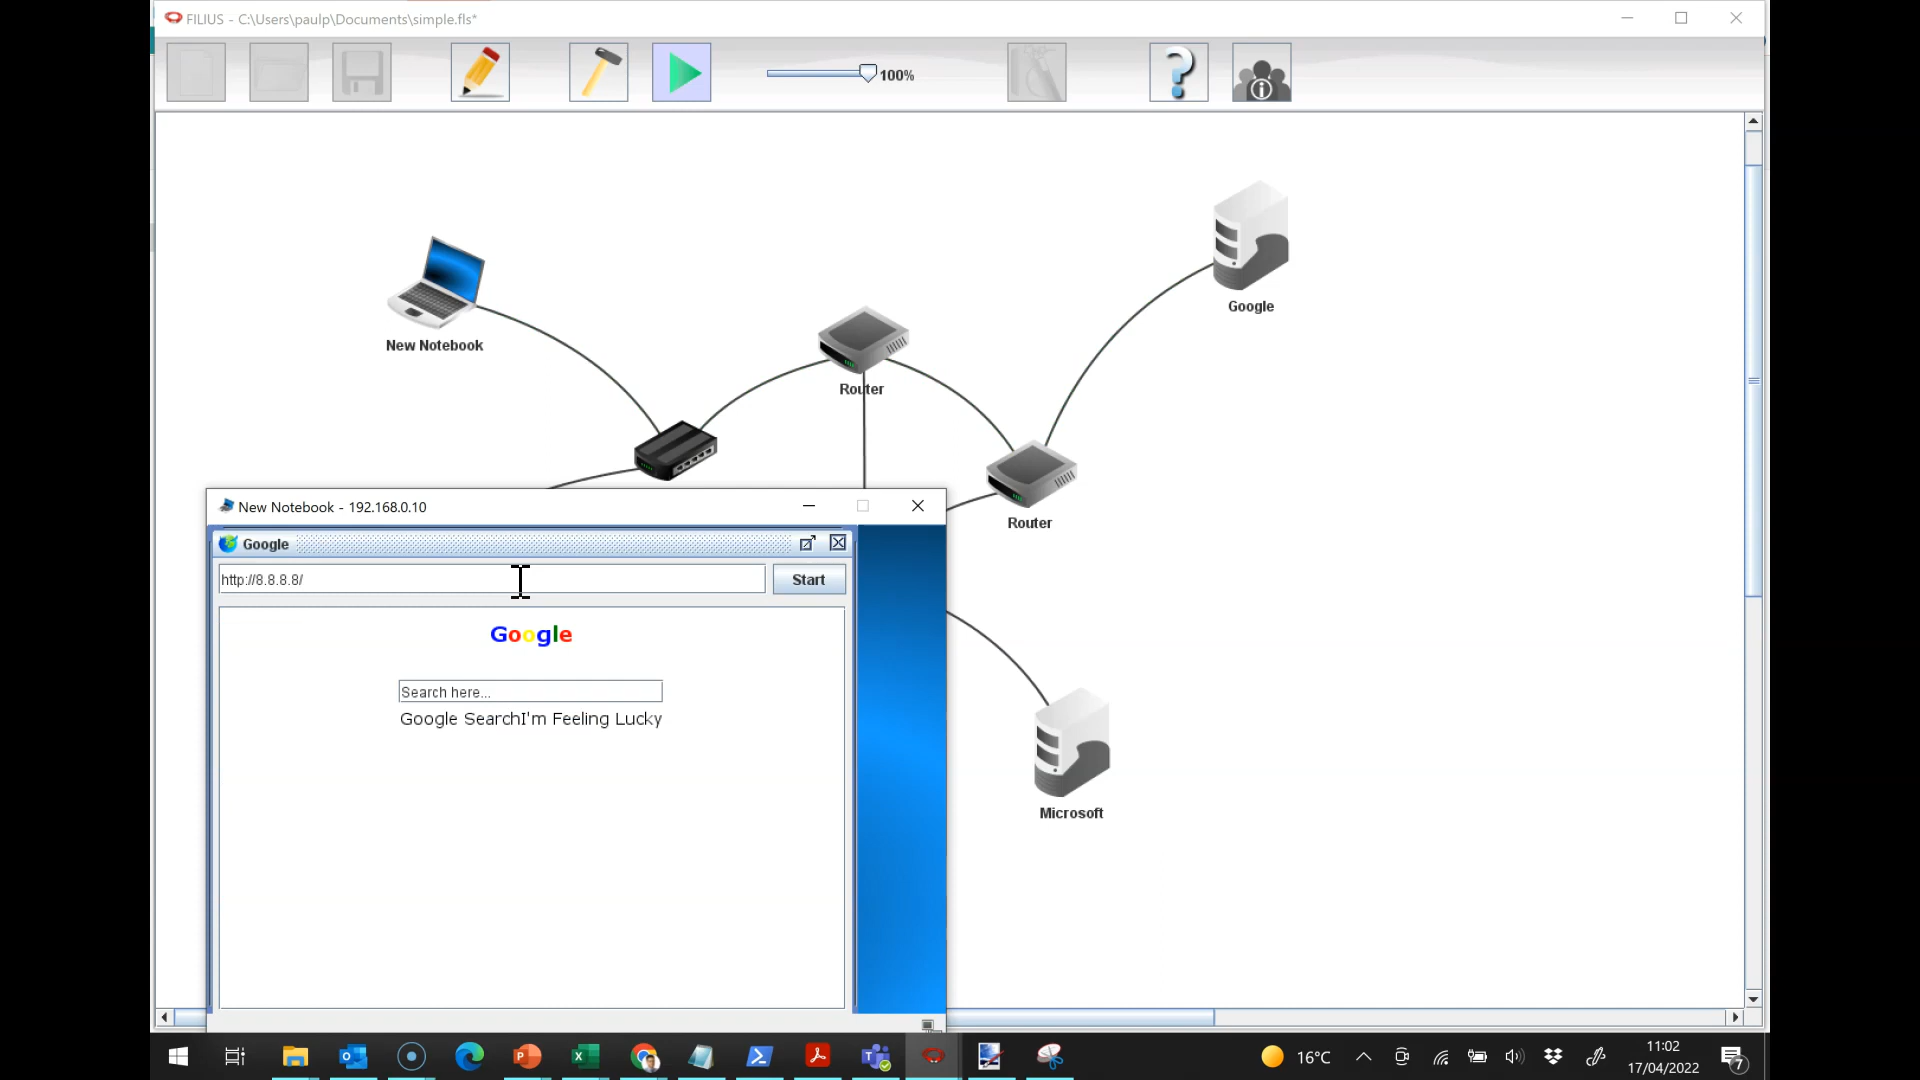 FILIUS - C:\Users\paulp\Documents\simple.fls*
100%
Google
New Notebook
Router
Router
New Notebook - 192.168.0.10
Google
http://8.8.8.8/
Start
Google
Search here...
Google SearchI'm Feeling Lucky
Microsoft
16°C
11:02
17/04/2022
7